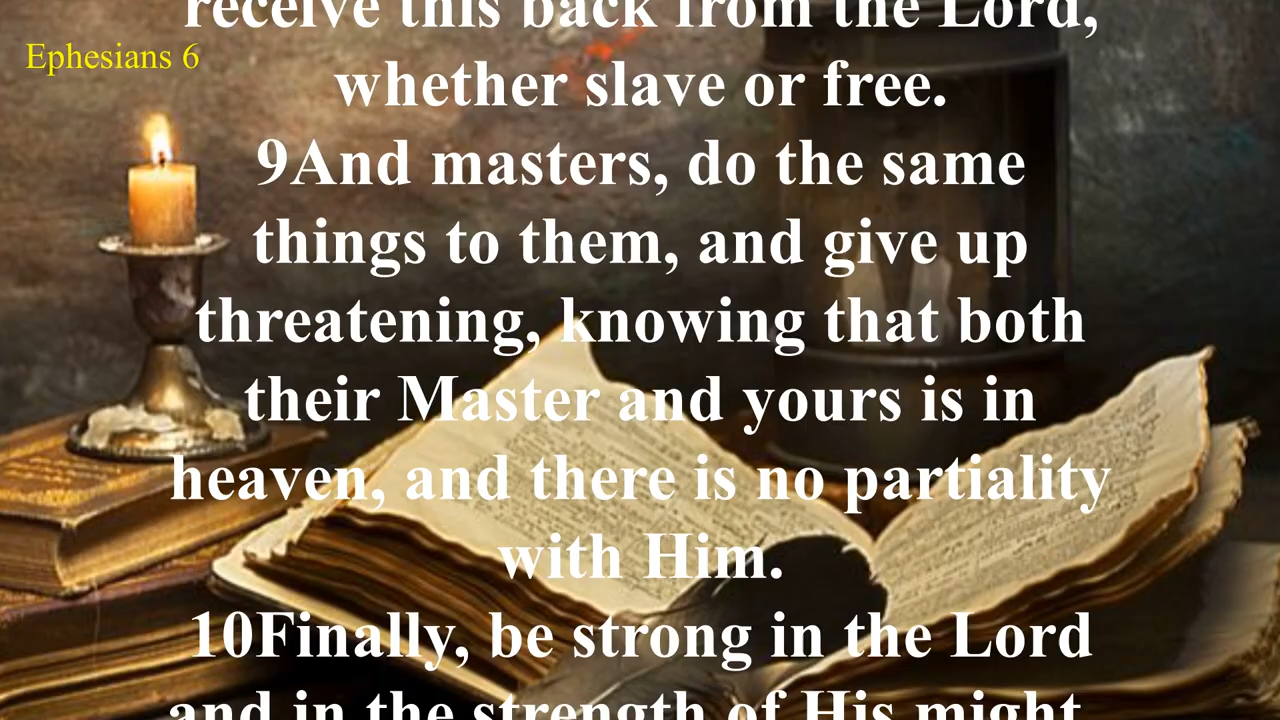 receive this back from the Lord,
Ephesians 6
whether slave or free.
9And masters, do the same
things to them, and give up
threatening, knowing that both
their Master and yours is in
heaven, and there is no partiality
with Him.
10Finally, be strong in the Lord
and in the strength of His might.